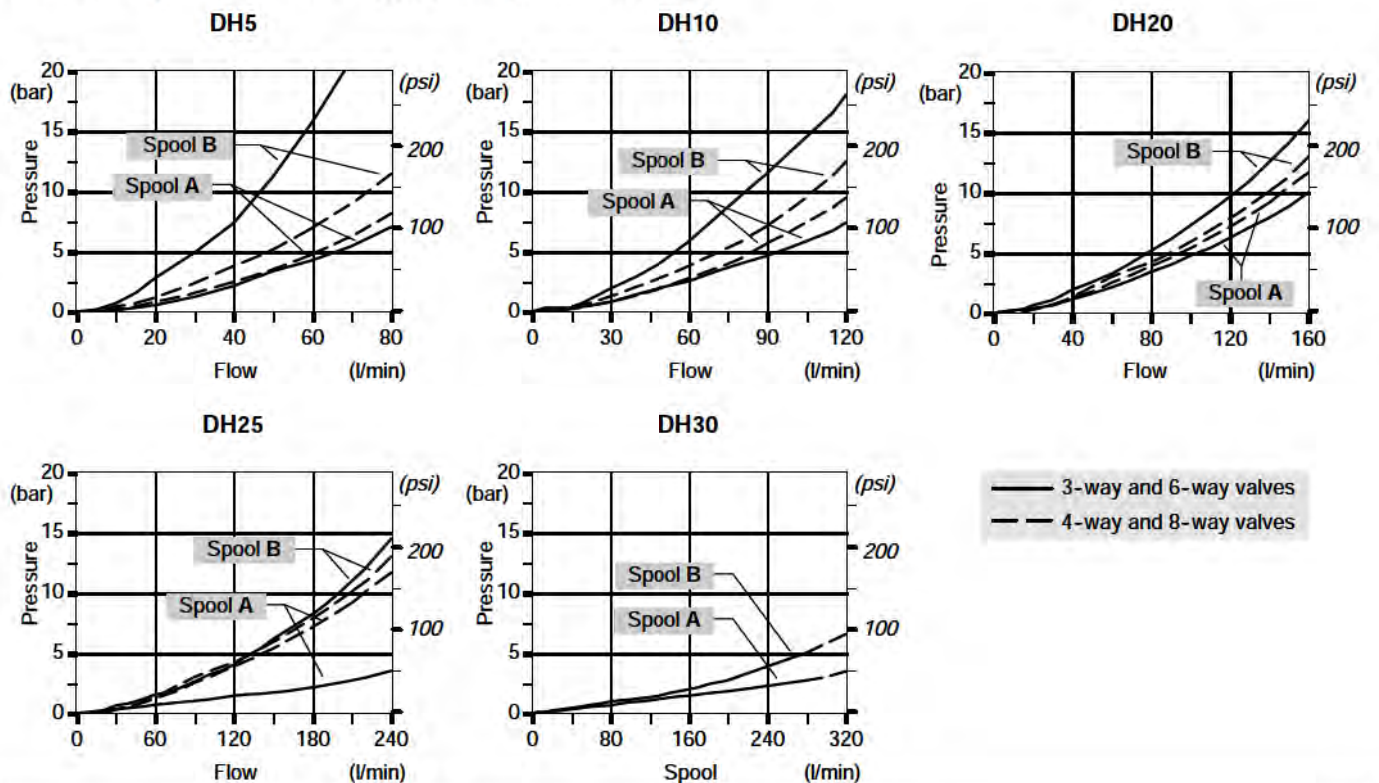 DH5
20
(bar)
15
10
5
0
Pressure
(psi)
200
100
Spool B
Spool A
0 20 40 60 80
Flow (l/min)
DH10
20
(bar)
15
10
5
0
Pressure
(psi)
200
100
Spool B
Spool A
0 30 60 90 120
Flow (l/min)
DH20
20
(bar)
15
10
5
0
Pressure
(psi)
200
100
Spool B
Spool A
0 40 80 120 160
Flow (l/min)
DH25
20
(bar)
15
10
5
0
Pressure
(psi)
200
100
Spool B
Spool A
0 60 120 180 240
Flow (l/min)
DH30
20
(bar)
15
10
5
0
Pressure
(psi)
200
100
Spool B
Spool A
0 80 160 240 320
Spool (l/min)
3-way and 6-way valves
4-way and 8-way valves